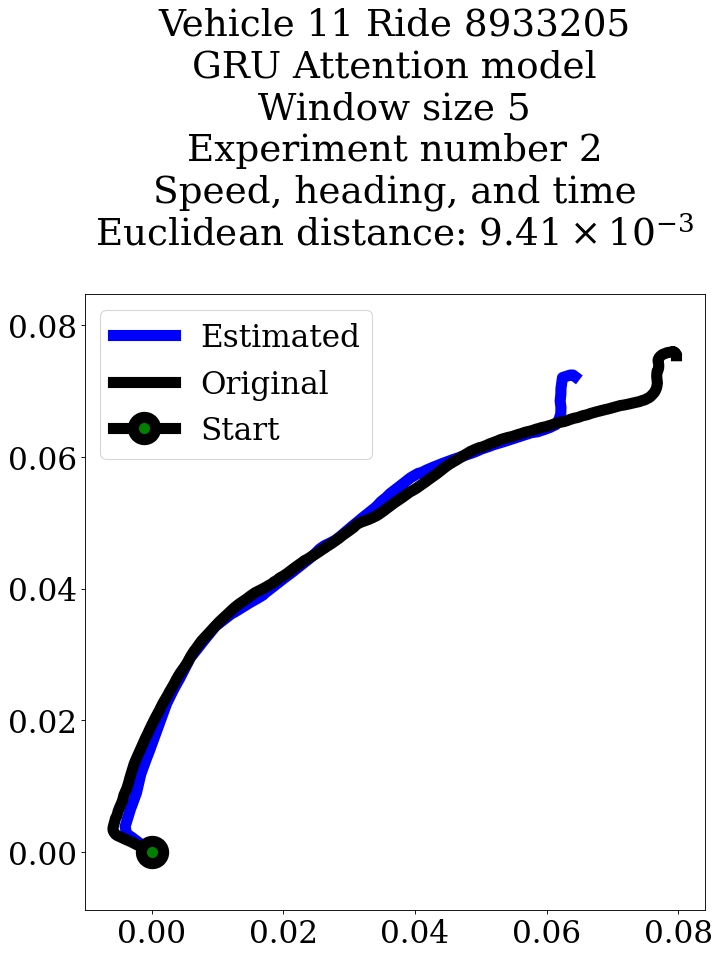 Vehicle 11 Ride 8933205
GRU Attention model
Window size 5
Experiment number 2
Speed, heading, and time
Euclidean distance: 9.41 × 10⁻³
Estimated
Original
Start
0.08
0.06
0.04
0.02
0.00
0.00 0.02 0.04 0.06 0.08